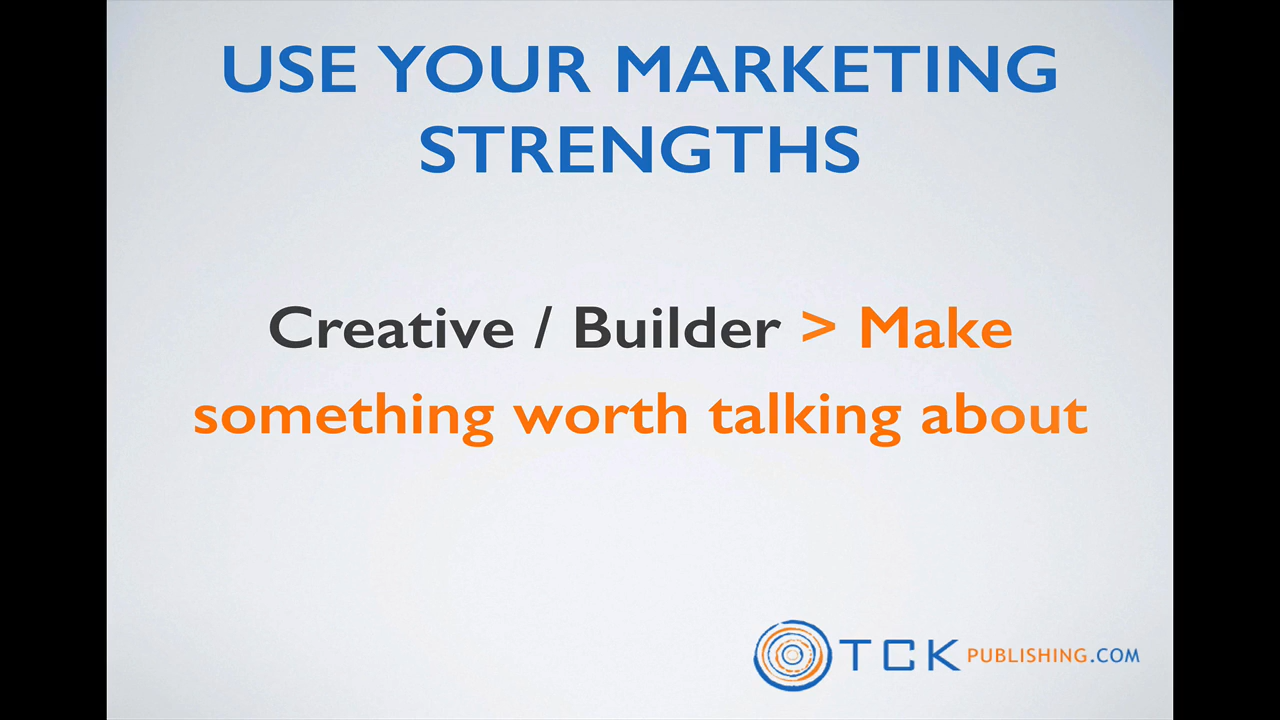 USE YOUR MARKETING
STRENGTHS
Creative / Builder > Make
something worth talking about
TCK PUBLISHING.COM